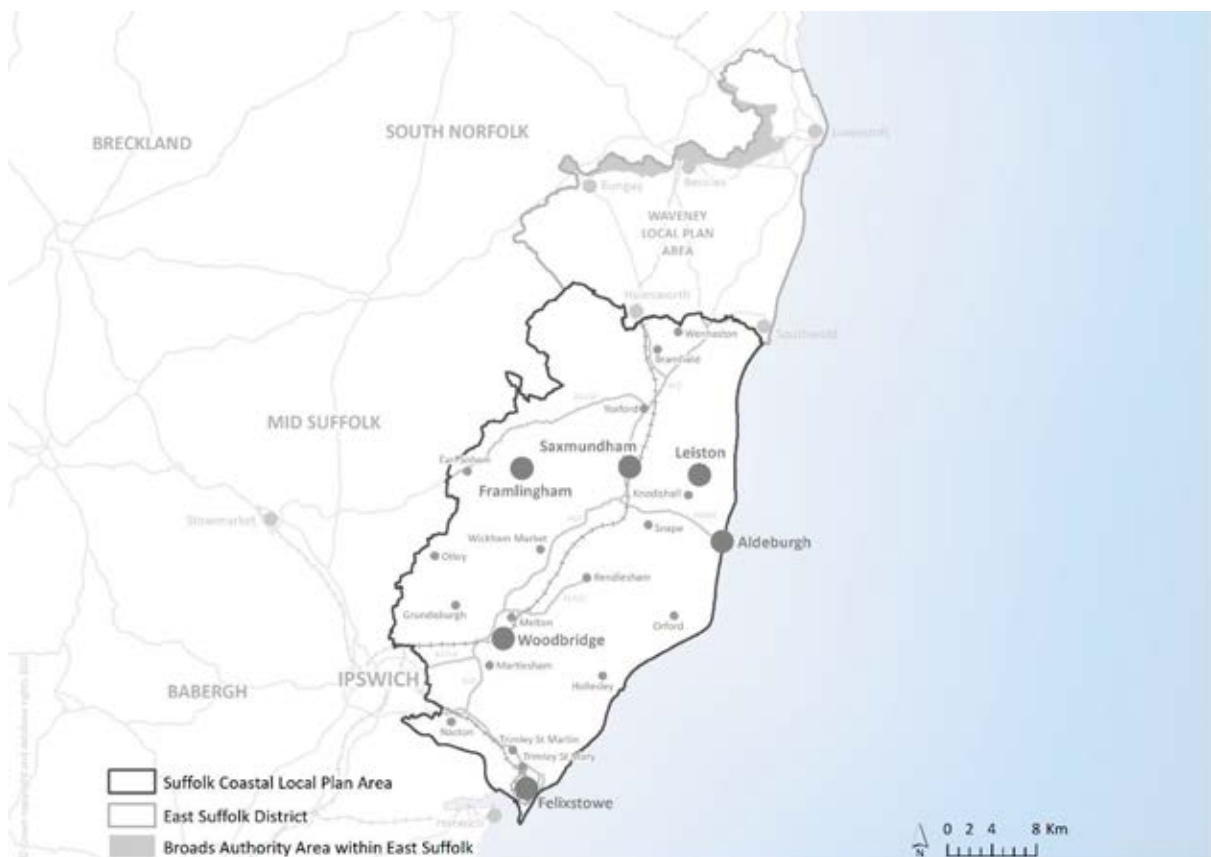 BRECKLAND
SOUTH NORFOLK
Lowestoft
Bungay
Beccles
WAVENEY
LOCAL PLAN
AREA
Halesworth
Southwold
Wenhaston
Bramfield
Yoxford
MID SUFFOLK
Saxmundham
Leiston
Earl Soham
Framlingham
Knodishall
Stowmarket
Snape
Wickham Market
Aldeburgh
Otley
Rendlesham
Grundisburgh
Melton
Orford
Woodbridge
Martlesham
IPSWICH
BABERGH
Hollesley
Nacton
Trimley St Martin
Trimley St Mary
Felixstowe
Harwich
Suffolk Coastal Local Plan Area
East Suffolk District
Broads Authority Area within East Suffolk
N
0 2 4 8 Km